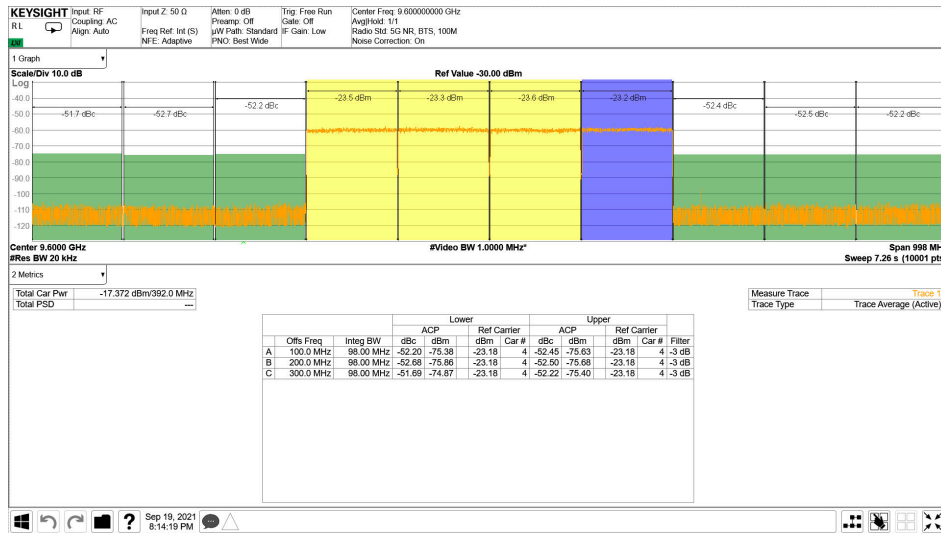 KEYSIGHT Input: RF Input Z: 50 Ω Atten: 0 dB Trig: Free Run Center Freq: 9.600000000 GHz
RL Coupling: AC Preamp: Off Gate: Off Avg|Hold: 1/1
Align: Auto Freq Ref: Int (S) µW Path: Standard IF Gain: Low Radio Std: 5G NR, BTS, 100M
LXI NFE: Adaptive PNO: Best Wide Noise Correction: On
1 Graph
Scale/Div 10.0 dB Ref Value -30.00 dBm
Log
-40.0 -23.5 dBm -23.3 dBm -23.6 dBm -23.2 dBm
-52.2 dBc -52.4 dBc
-50.0 -51.7 dBc -52.7 dBc -52.5 dBc -52.2 dBc
-60.0
-70.0
-80.0
-90.0
-100
-110
-120
Center 9.6000 GHz #Video BW 1.0000 MHz* Span 998 MH
#Res BW 20 kHz Sweep 7.26 s (10001 pts
2 Metrics
Total Car Pwr -17.372 dBm/392.0 MHz Measure Trace Trace 1
Total PSD --- Trace Type Trace Average (Active)
Lower Upper
ACP Ref Carrier ACP Ref Carrier
Offs Freq Integ BW dBc dBm dBm Car # dBc dBm dBm Car # Filter
A 100.0 MHz 98.00 MHz -52.20 -75.38 -23.18 4 -52.45 -75.63 -23.18 4 -3 dB
B 200.0 MHz 98.00 MHz -52.68 -75.86 -23.18 4 -52.50 -75.68 -23.18 4 -3 dB
C 300.0 MHz 98.00 MHz -51.69 -74.87 -23.18 4 -52.22 -75.40 -23.18 4 -3 dB
? Sep 19, 2021
8:14:19 PM